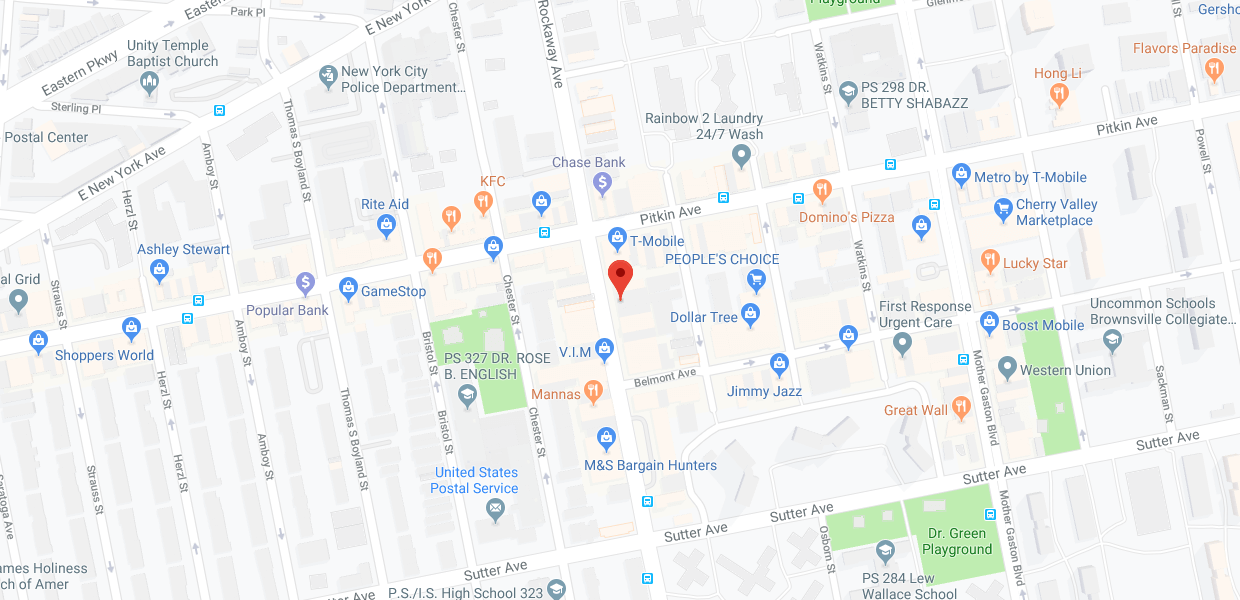 Park Pl
Eastern
E New York
Chester St
Rockaway Ave
Playground
Glenmore
Gersho
Unity Temple
Baptist Church
Eastern Pkwy
New York City
Police Department...
Watkins St
Flavors Paradise
Hong Li
PS 298 DR.
BETTY SHABAZZ
Sterling Pl
Thomas S Boyland St
Rainbow 2 Laundry
24/7 Wash
Pitkin Ave
Postal Center
E New York Ave
Amboy St
Powell St
Chase Bank
KFC
Metro by T-Mobile
Herzl St
Rite Aid
Pitkin Ave
Domino's Pizza
Cherry Valley
Marketplace
Ashley Stewart
T-Mobile
PEOPLE'S CHOICE
Watkins St
Lucky Star
al Grid
Strauss St
GameStop
Chester St
Popular Bank
Dollar Tree
First Response
Urgent Care
Uncommon Schools
Brownsville Collegiate...
Boost Mobile
Shoppers World
Amboy St
Bristol St
PS 327 DR. ROSE
B. ENGLISH
V.I.M
Belmont Ave
Western Union
Mother Gaston Blvd
Sackman St
Herzl St
Thomas S Boyland St
Mannas
Jimmy Jazz
Great Wall
Bristol St
Chester St
Amboy St
Sutter Ave
M&S Bargain Hunters
Strauss St
Herzl St
United States
Postal Service
Sutter Ave
Saratoga Ave
Sutter Ave
Sutter Ave
Osborn St
Dr. Green
Playground
Mother Gaston Blvd
ames Holiness
ch of Amer
Sutter Ave
PS 284 Lew
Wallace School
P.S./I.S. High School 323
tter Ave